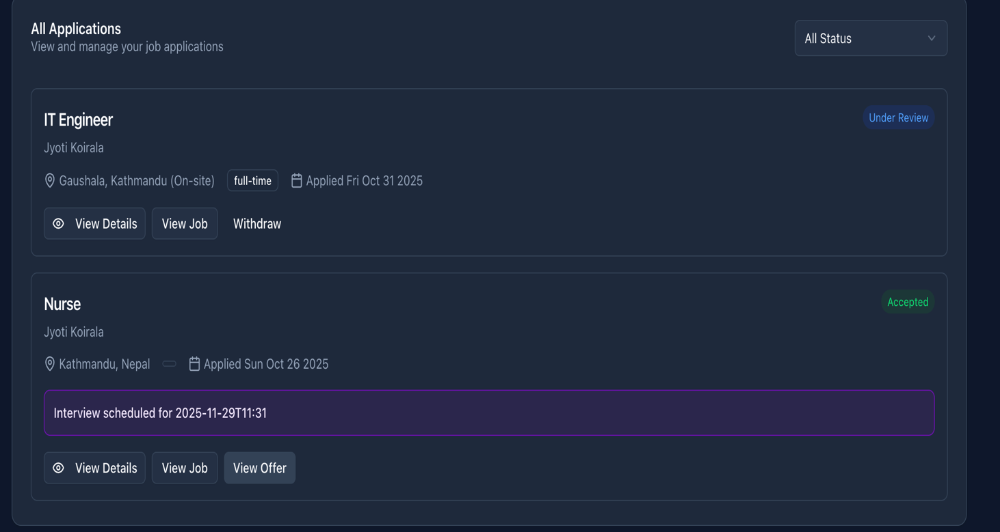 All Applications
View and manage your job applications
All Status
IT Engineer
Under Review
Jyoti Koirala
Gaushala, Kathmandu (On-site) full-time Applied Fri Oct 31 2025
View Details View Job Withdraw
Nurse
Accepted
Jyoti Koirala
Kathmandu, Nepal Applied Sun Oct 26 2025
Interview scheduled for 2025-11-29T11:31
View Details View Job View Offer